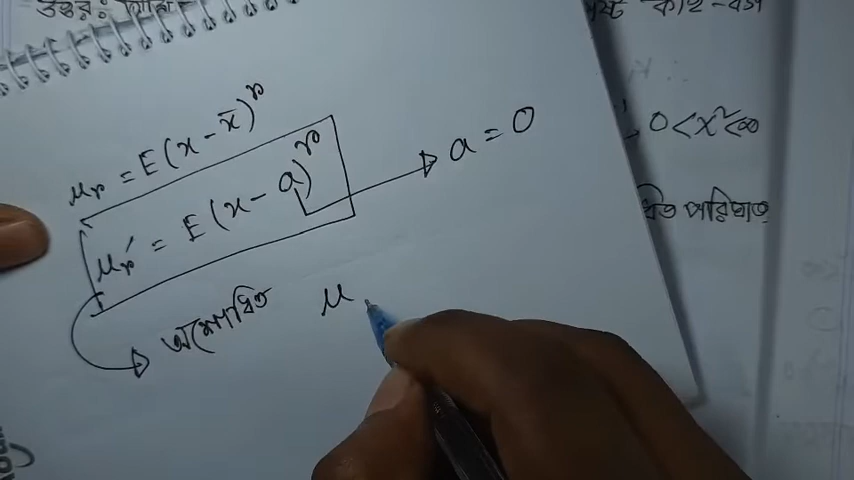 μr = E(x - x̄)^r
μr′ = E(x - a)^r → a = 0
অশোধিত
μ
0 < x² < ∞
ধিত পরিঘাত